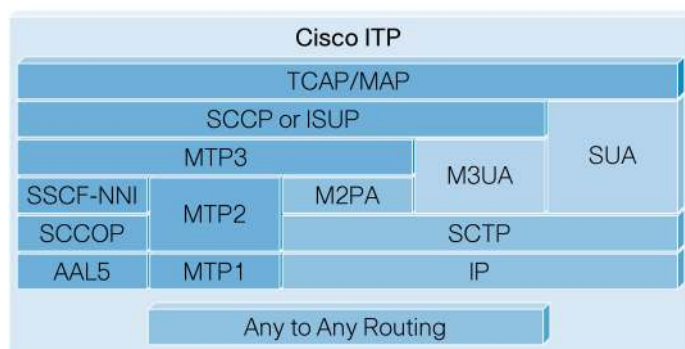 Cisco ITP
TCAP/MAP
SCCP or ISUP
SUA
MTP3
M3UA
SSCF-NNI
MTP2
M2PA
SCCOP
SCTP
AAL5
MTP1
IP
Any to Any Routing